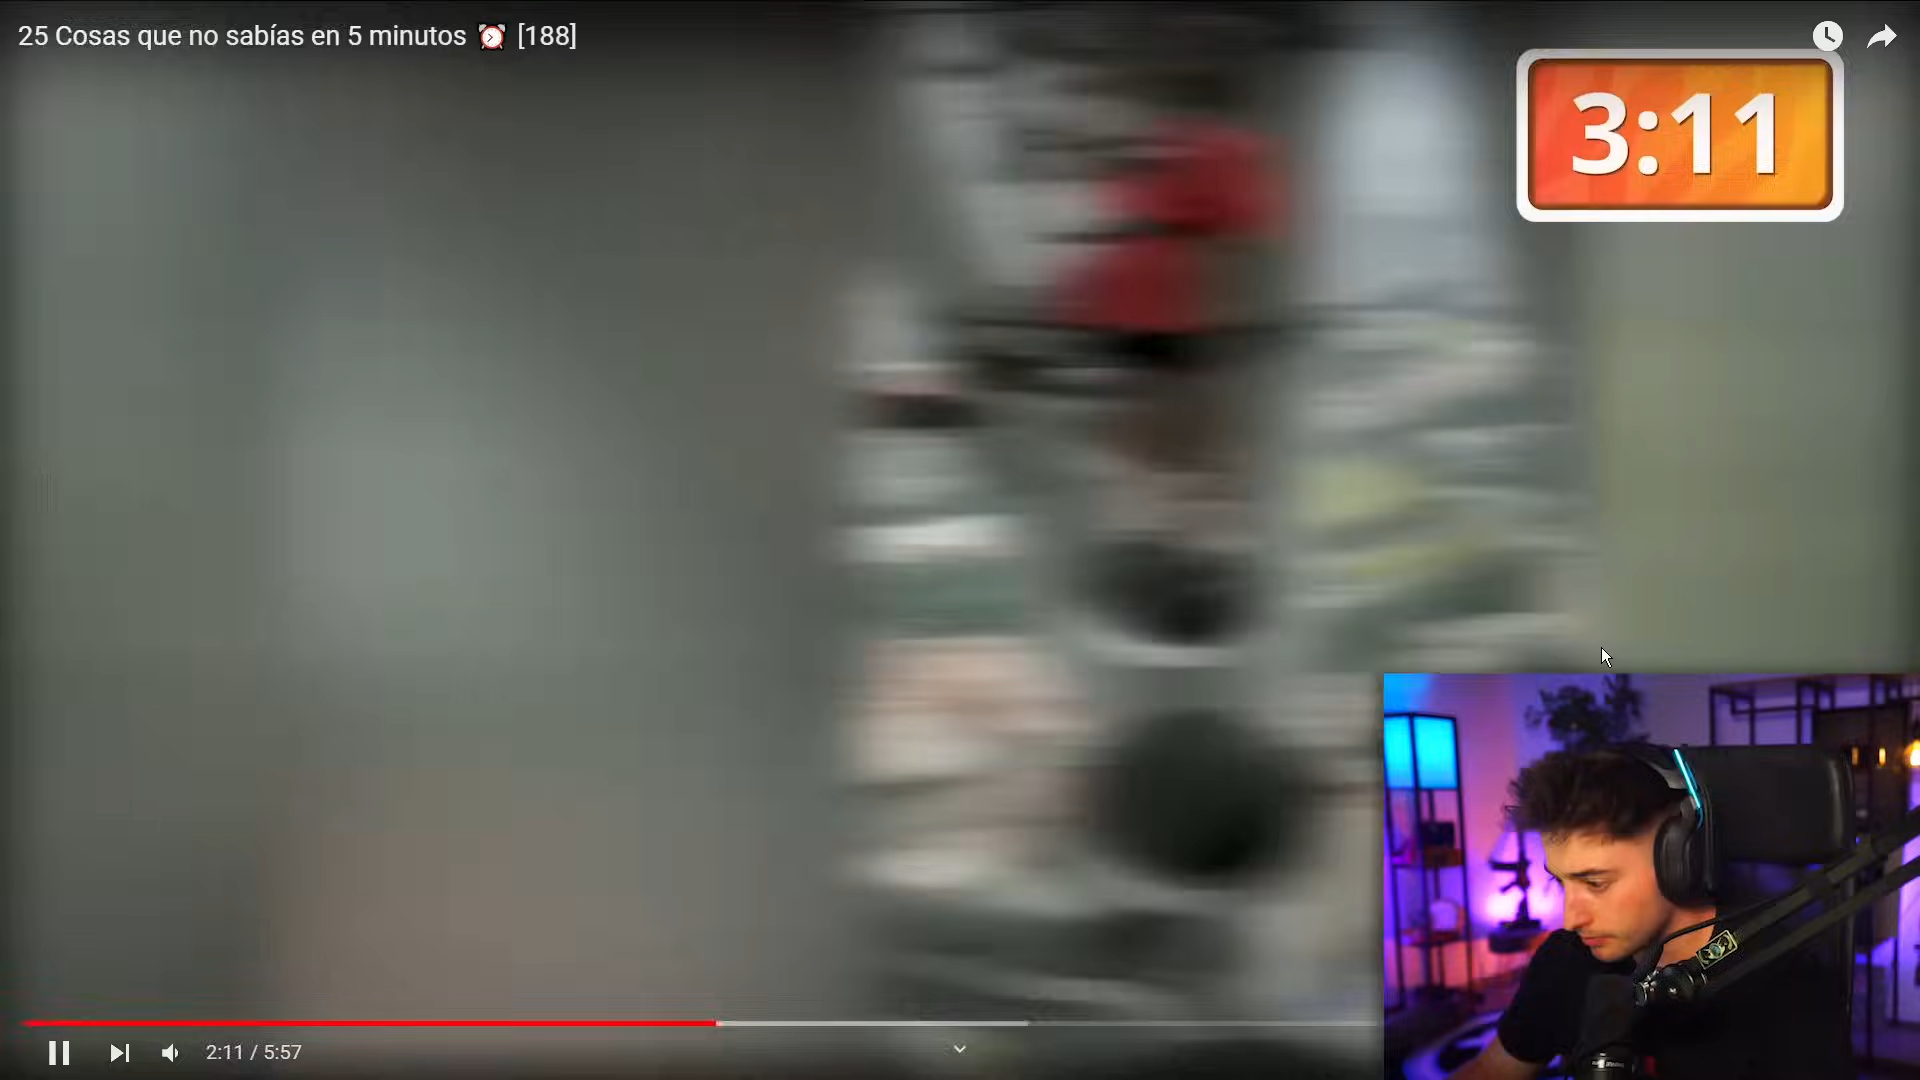 25 Cosas que no sabías en 5 minutos ⏰ [188]
3:11
2:11 / 5:57